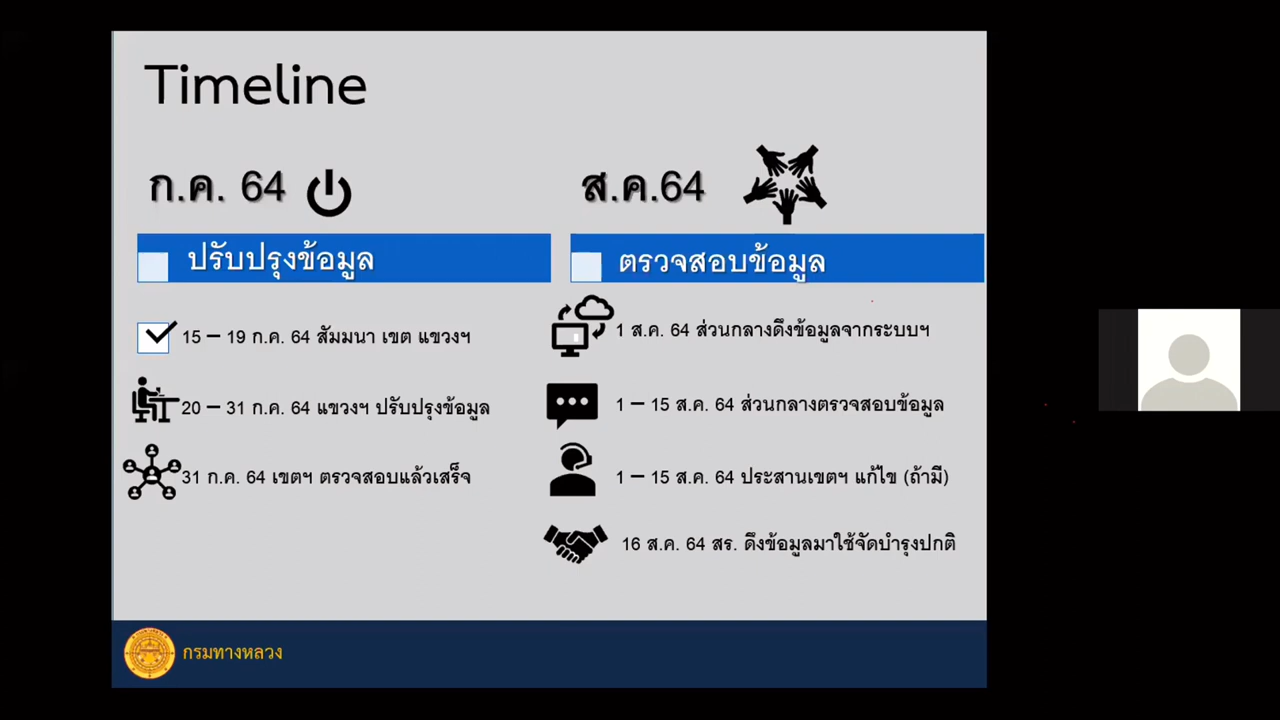 Timeline
ก.ค. 64
ปรับปรุงข้อมูล
15 – 19 ก.ค. 64 สัมมนา เขต แขวงฯ
20 – 31 ก.ค. 64 แขวงฯ ปรับปรุงข้อมูล
31 ก.ค. 64 เขตฯ ตรวจสอบแล้วเสร็จ
ส.ค.64
ตรวจสอบข้อมูล
1 ส.ค. 64 ส่วนกลางดึงข้อมูลจากระบบฯ
1 – 15 ส.ค. 64 ส่วนกลางตรวจสอบข้อมูล
1 – 15 ส.ค. 64 ประสานเขตฯ แก้ไข (ถ้ามี)
16 ส.ค. 64 สร. ดึงข้อมูลมาใช้จัดบำรุงปกติ
กรมทางหลวง